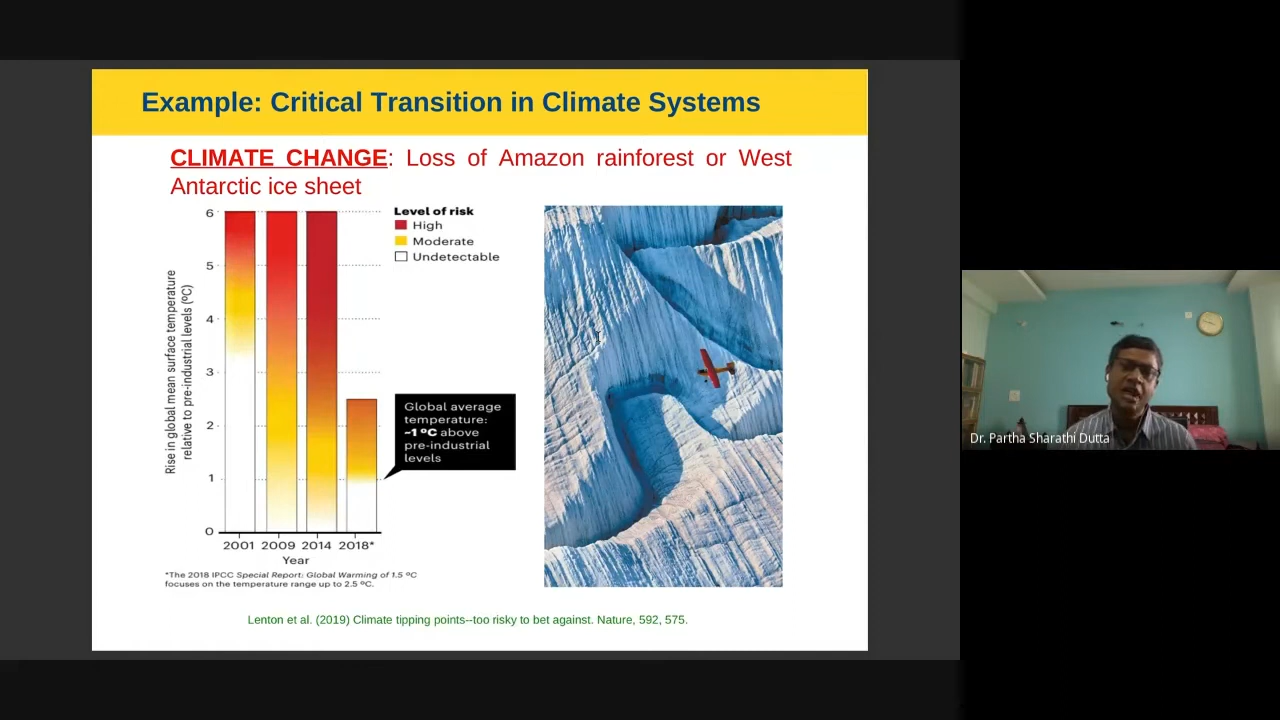 Example: Critical Transition in Climate Systems
CLIMATE CHANGE: Loss of Amazon rainforest or West
Antarctic ice sheet
Rise in global mean surface temperature
relative to pre-industrial levels (ºC)
6
5
4
3
2
1
0
2001 2009 2014 2018*
Year
Level of risk
High
Moderate
Undetectable
Global average
temperature:
~1 ºC above
pre-industrial
levels
*The 2018 IPCC Special Report: Global Warming of 1.5 ºC
focuses on the temperature range up to 2.5 ºC.
Lenton et al. (2019) Climate tipping points--too risky to bet against. Nature, 592, 575.
Dr. Partha Sharathi Dutta